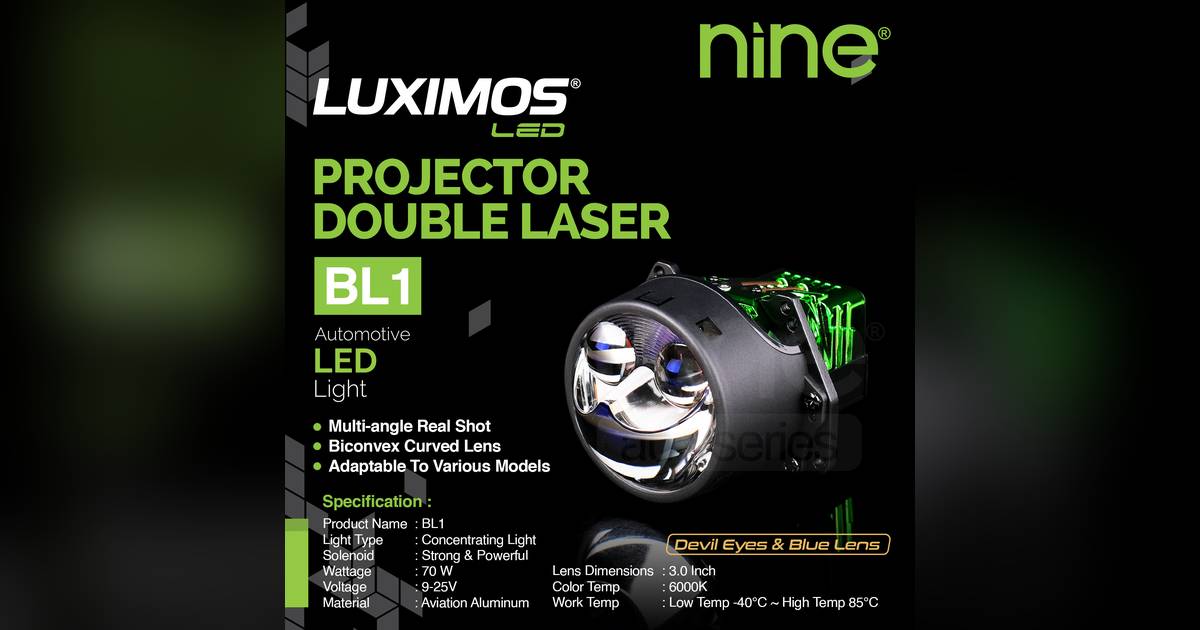 nine®
LUXIMOS®
LED
PROJECTOR
DOUBLE LASER
BL1
Automotive
LED
Light
• Multi-angle Real Shot
• Biconvex Curved Lens
• Adaptable To Various Models
Specification :
Product Name : BL1
Light Type : Concentrating Light
Solenoid : Strong & Powerful
Wattage : 70 W
Voltage : 9-25V
Material : Aviation Aluminum
Devil Eyes & Blue Lens
Lens Dimensions : 3.0 Inch
Color Temp : 6000K
Work Temp : Low Temp -40°C ~ High Temp 85°C